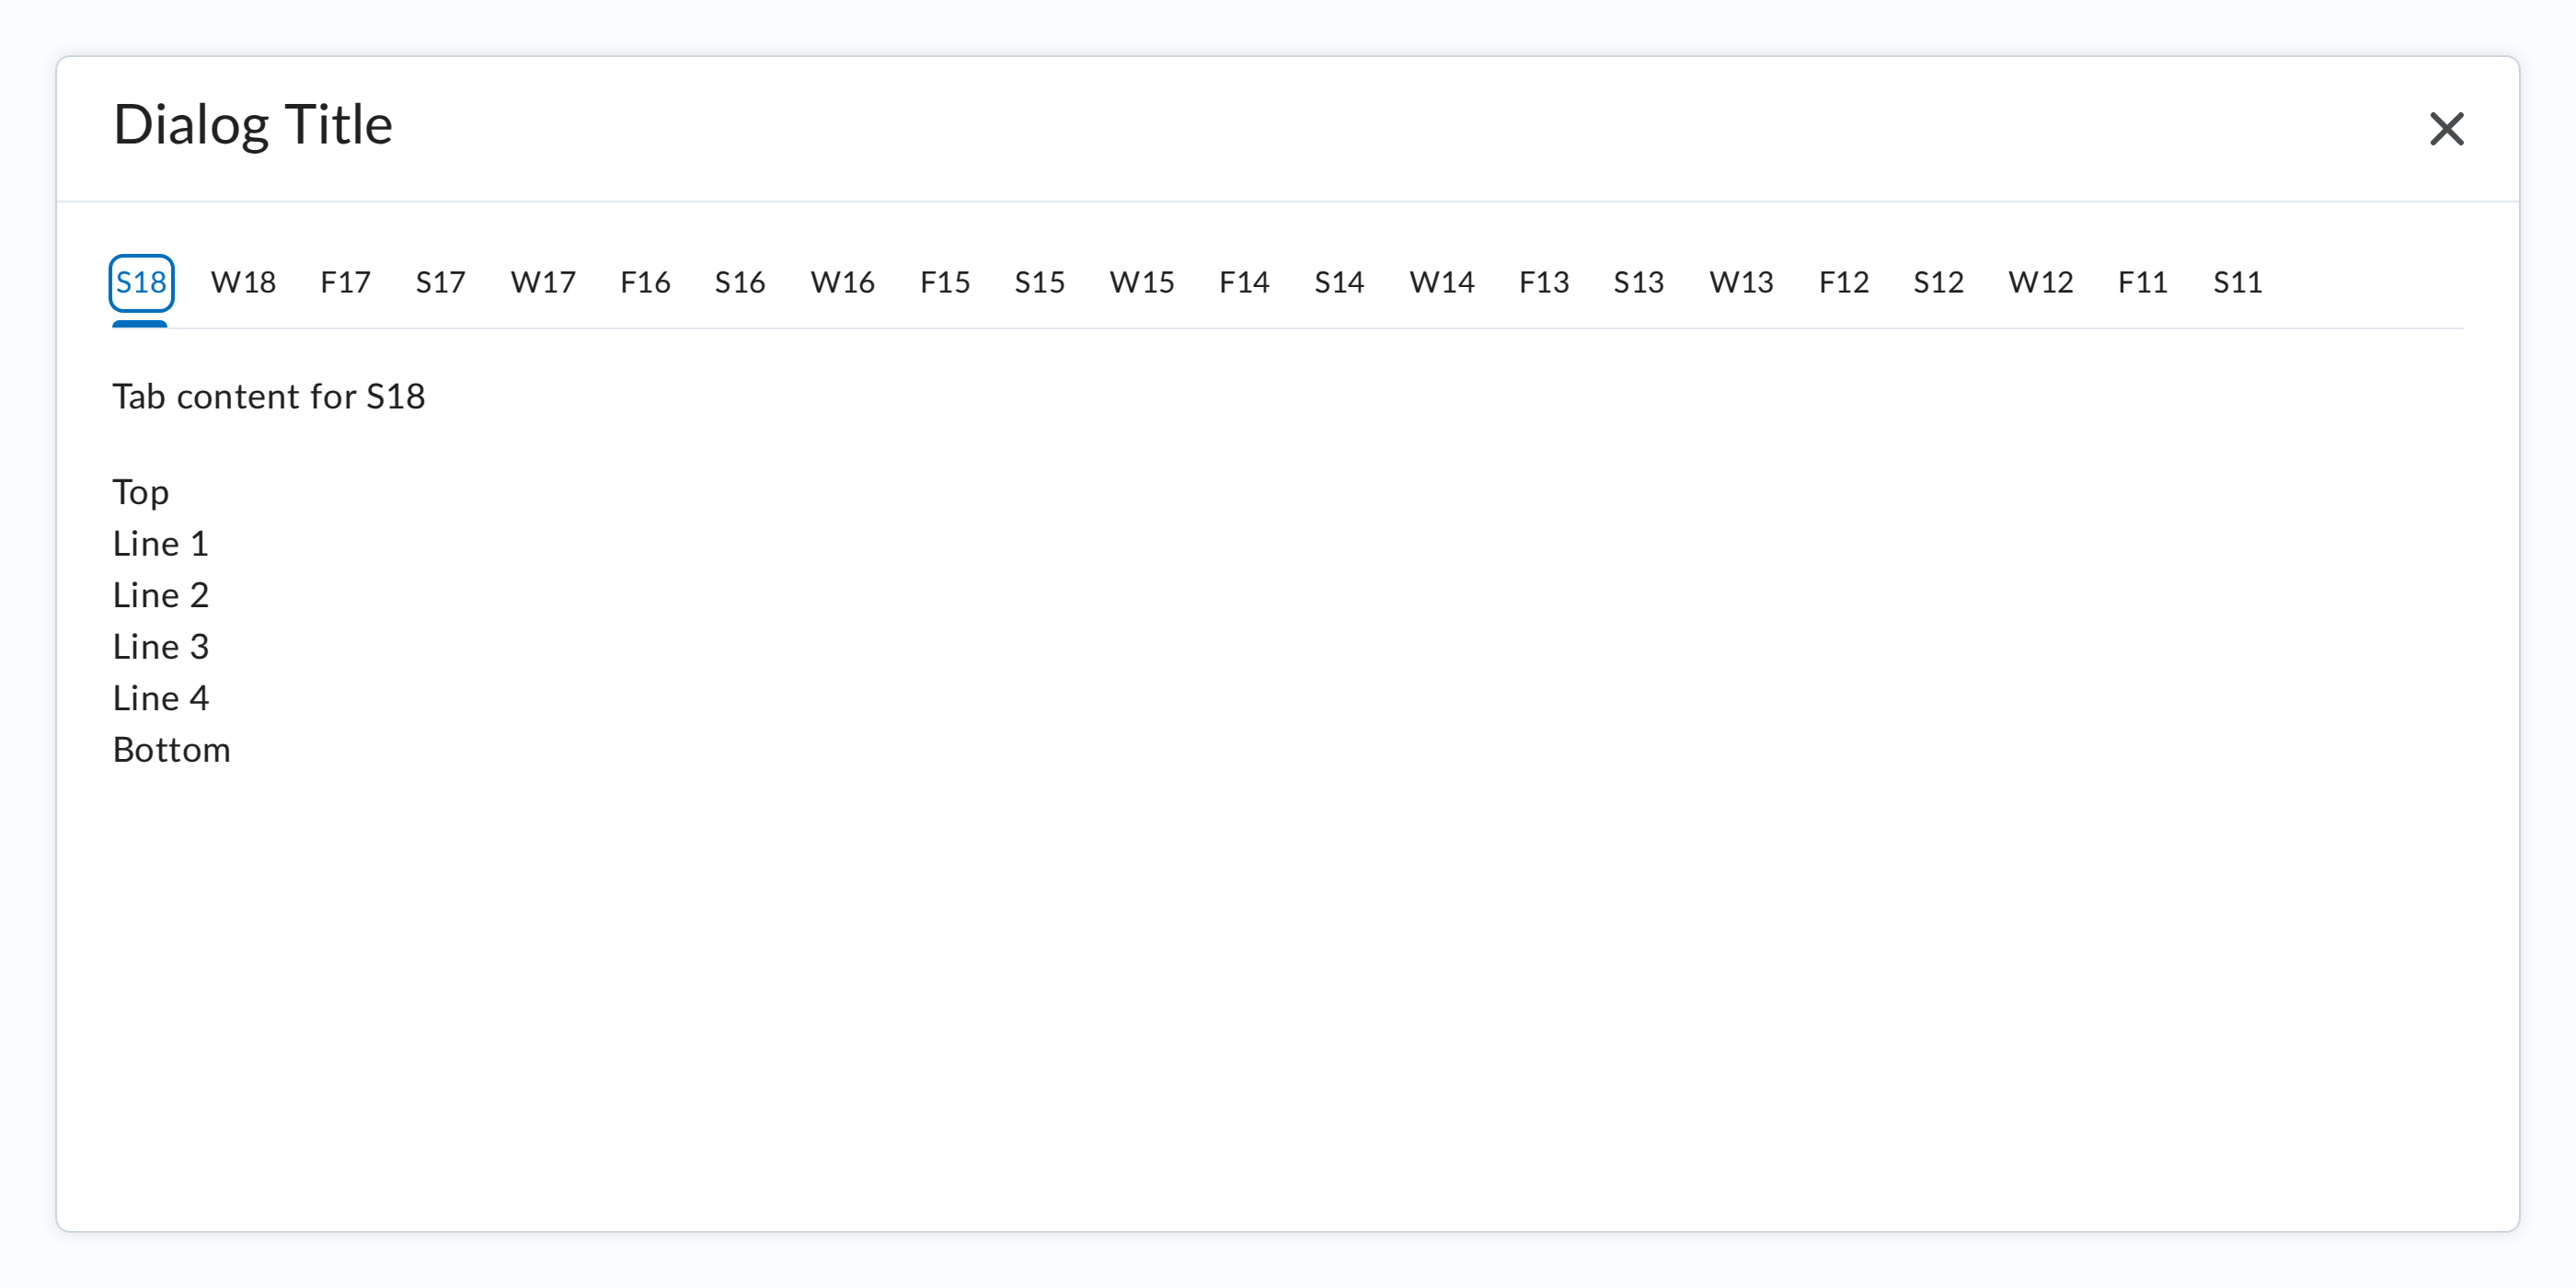 Dialog Title
S18 W18 F17 S17 W17 F16 S16 W16 F15 S15 W15 F14 S14 W14 F13 S13 W13 F12 S12 W12 F11 S11
Tab content for S18
Top
Line 1
Line 2
Line 3
Line 4
Bottom